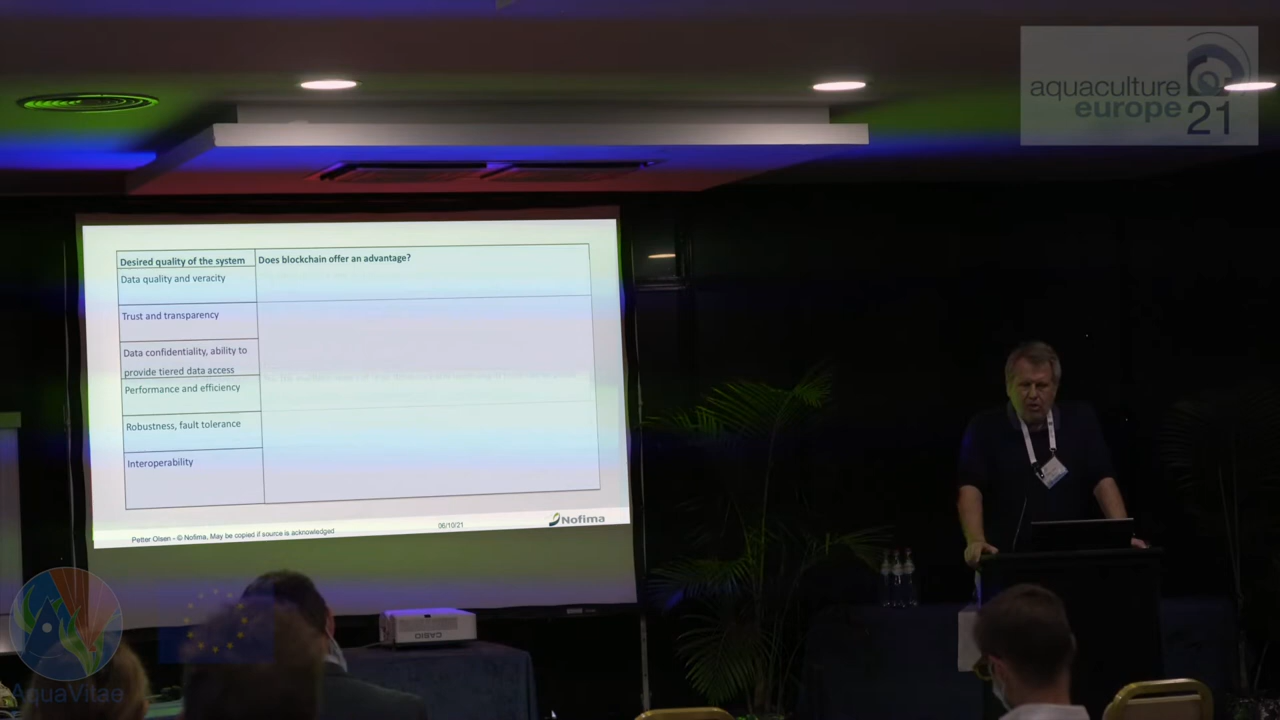 aquaculture
europe
21
Desired quality of the system
Does blockchain offer an advantage?
Data quality and veracity
Trust and transparency
Data confidentiality, ability to
provide tiered data access
Performance and efficiency
Robustness, fault tolerance
Interoperability
Petter Olsen - © Nofima, May be copied if source is acknowledged
06/10/21
Nofima
CASIO
AquaVitae